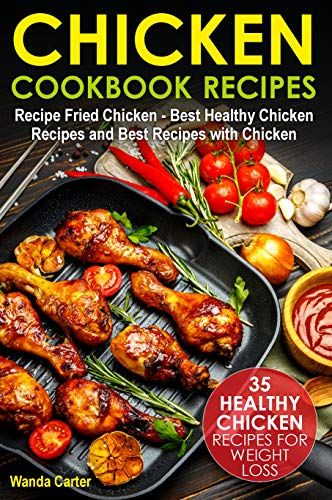 CHICKEN
COOKBOOK RECIPES
Recipe Fried Chicken - Best Healthy Chicken
Recipes and Best Recipes with Chicken
35
HEALTHY
CHICKEN
RECIPES FOR
WEIGHT
LOSS
Wanda Carter